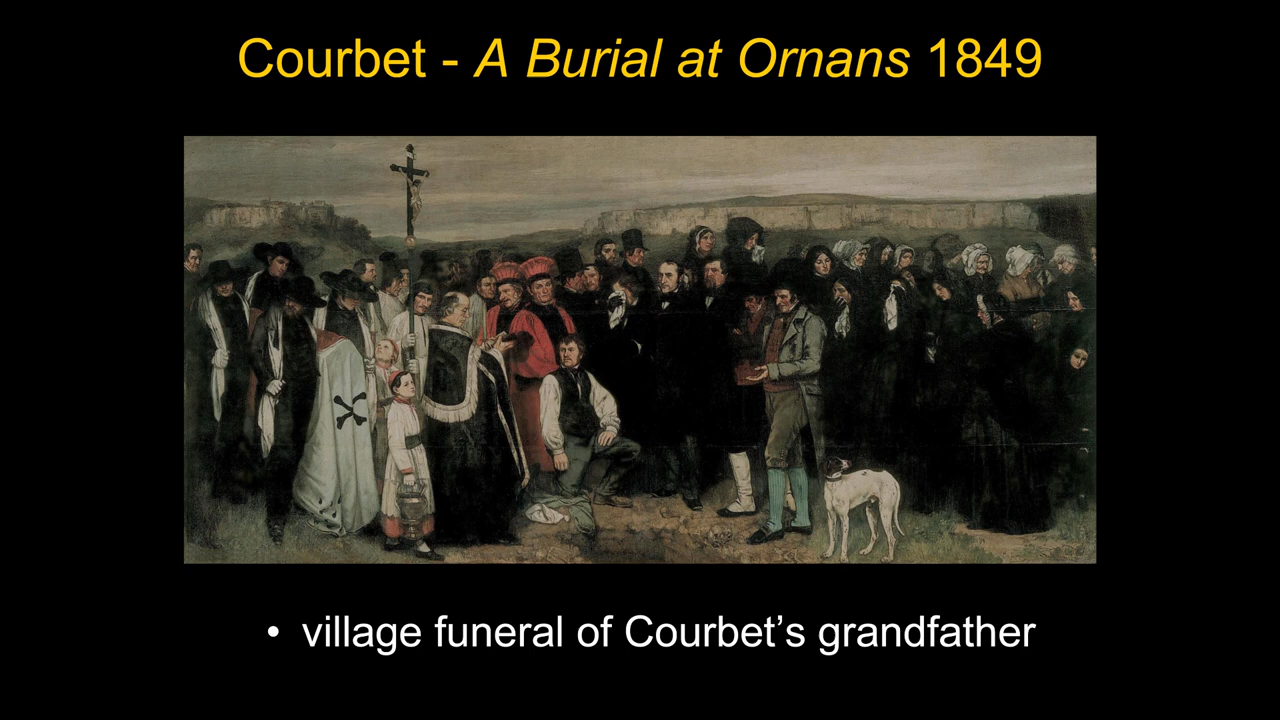 Courbet - A Burial at Ornans 1849
• village funeral of Courbet’s grandfather